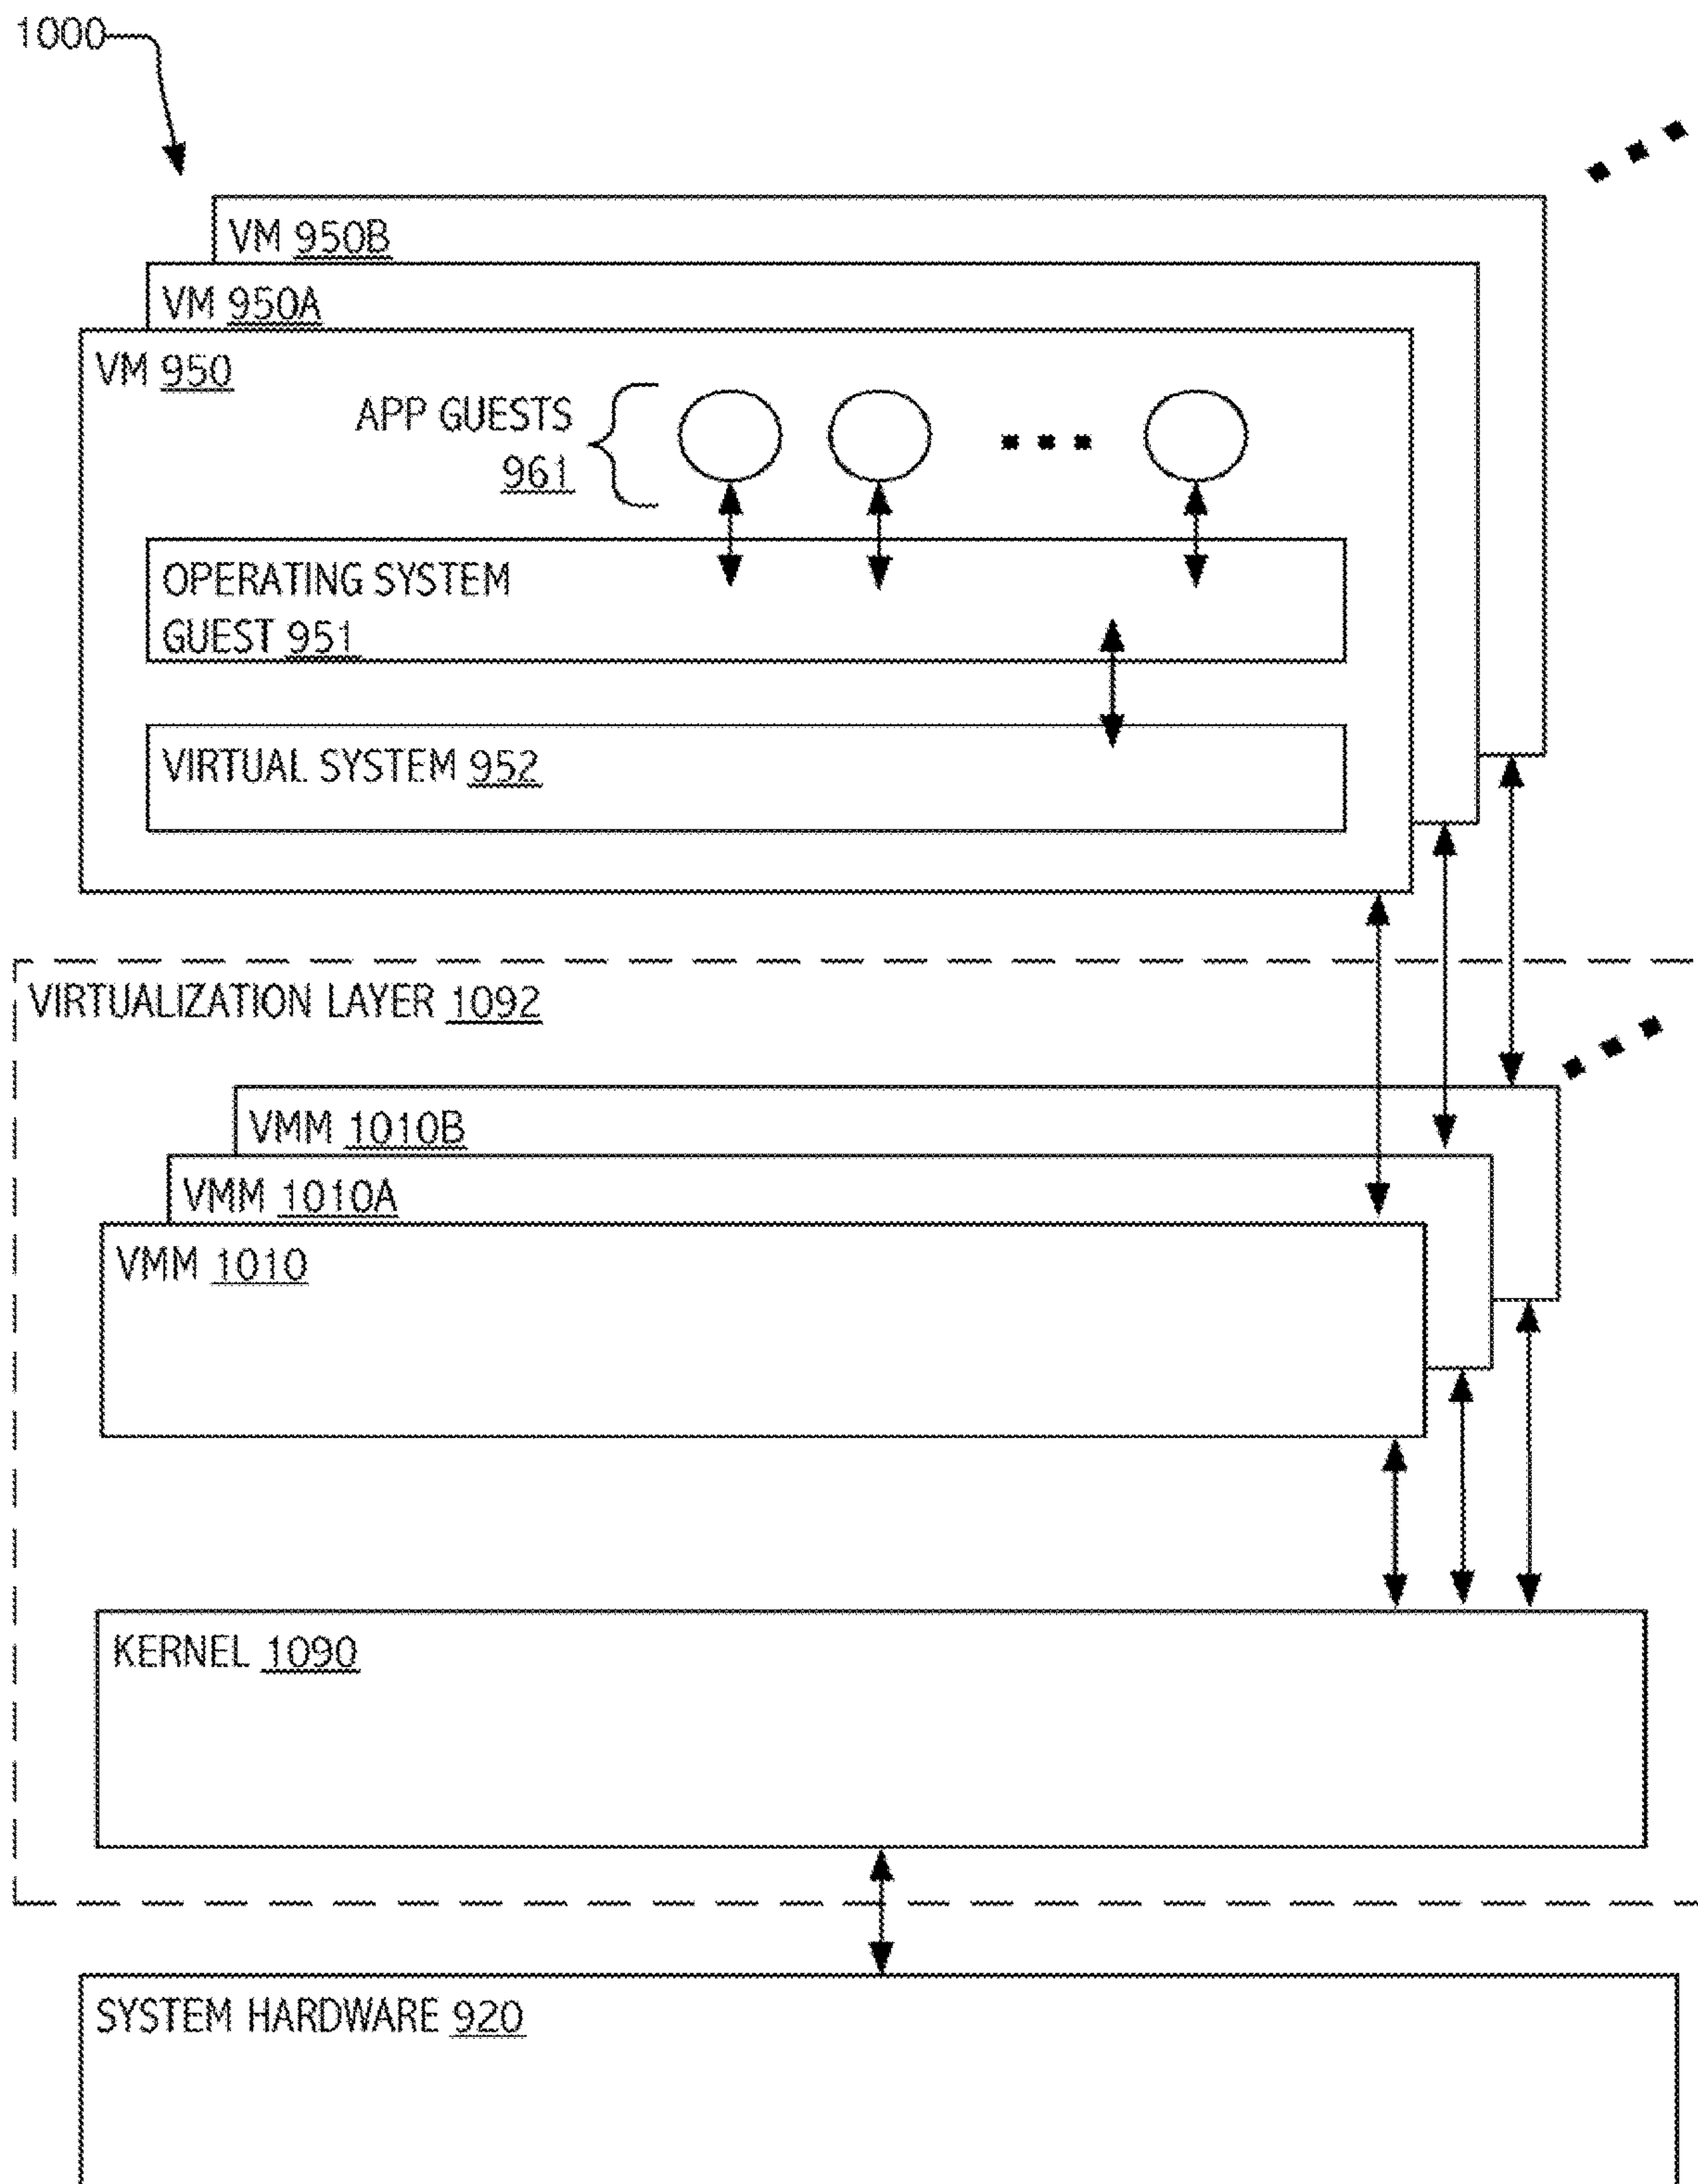 1000
VM 950B
VM 950A
VM 950
APP GUESTS
961
OPERATING SYSTEM
GUEST 951
VIRTUAL SYSTEM 952
VIRTUALIZATION LAYER 1092
VMM 1010B
VMM 1010A
VMM 1010
KERNEL 1090
SYSTEM HARDWARE 920